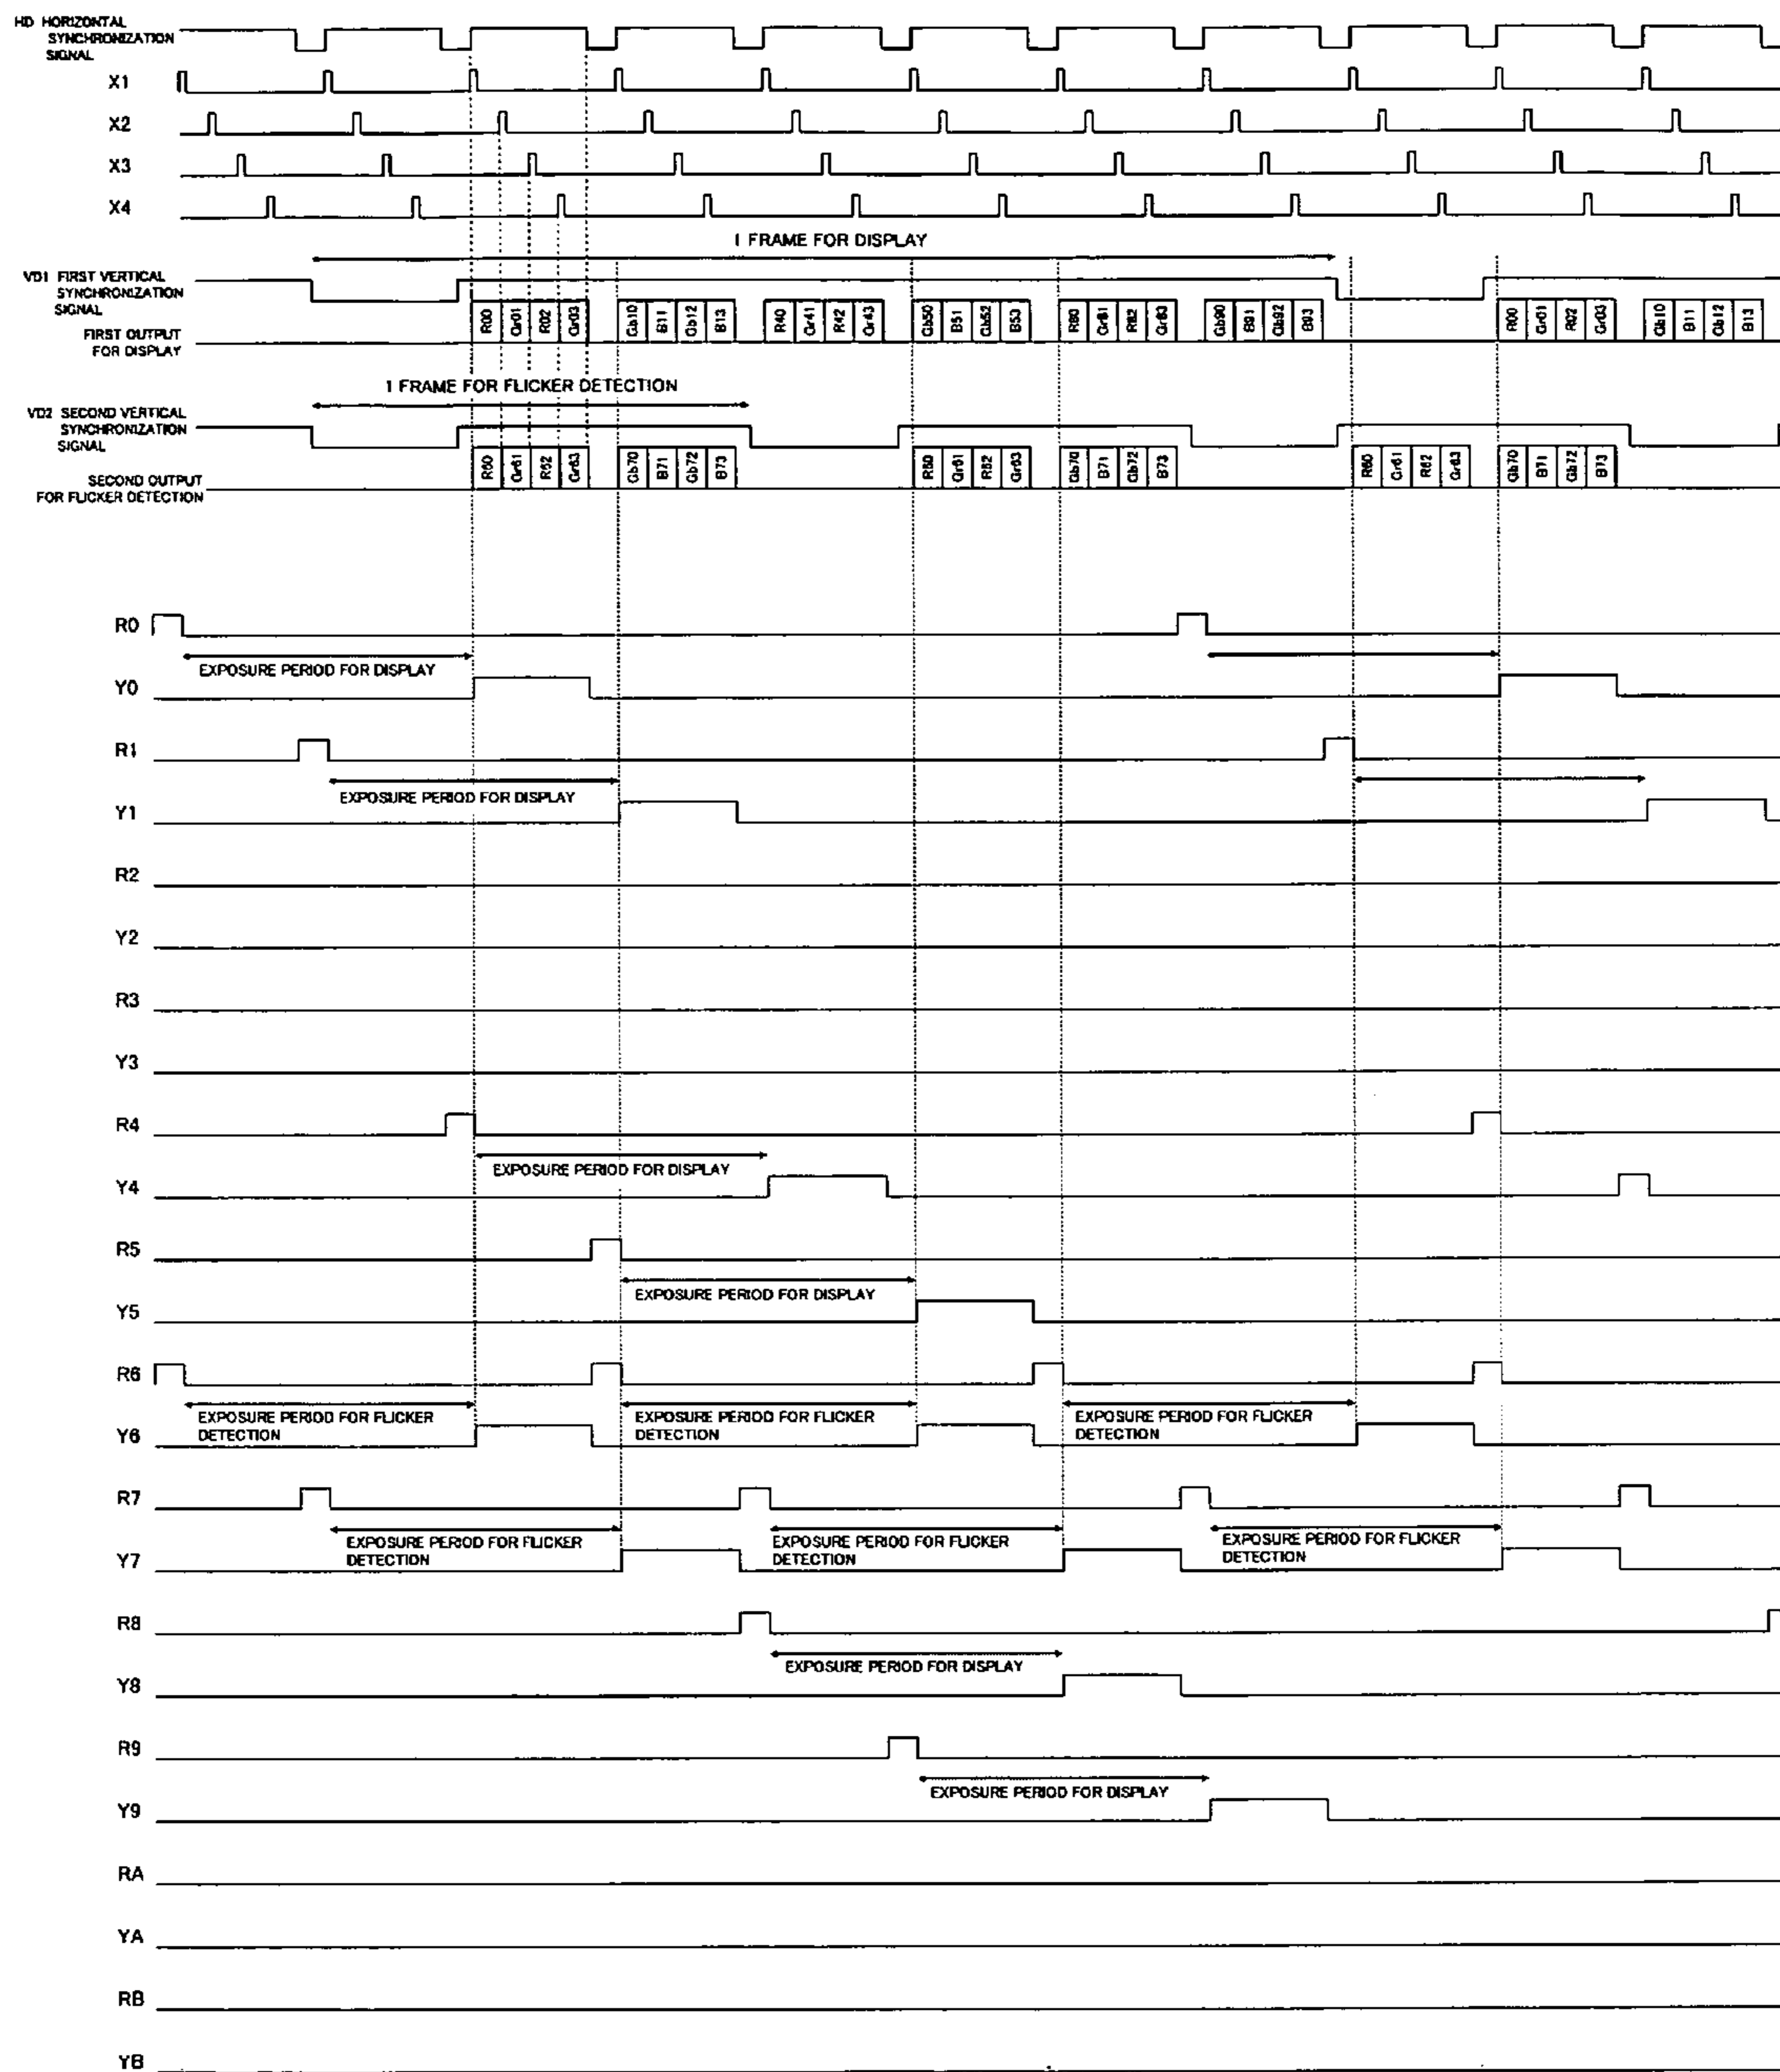 HD HORIZONTAL
SYNCHRONIZATION
SIGNAL
X1
X2
X3
X4
1 FRAME FOR DISPLAY
VD1 FIRST VERTICAL
SYNCHRONIZATION
SIGNAL
FIRST OUTPUT
FOR DISPLAY
R00 Gr01 R02 Gr03 Gb10 B11 Gb12 B13 R40 Gr41 R42 Gr43 Gb50 B51 Gb52 B53 R80 Gr81 R82 Gr83 Gb90 B91 Gb92 B93 R00 Gr01 R02 Gr03 Gb10 B11 Gb12 B13
1 FRAME FOR FLICKER DETECTION
VD2 SECOND VERTICAL
SYNCHRONIZATION
SIGNAL
SECOND OUTPUT
FOR FLICKER DETECTION
R60 Gr61 R62 Gr63 Gb70 B71 Gb72 B73 R60 Gr61 R62 Gr63 Gb70 B71 Gb72 B73 R60 Gr61 R62 Gr63 Gb70 B71 Gb72 B73
R0
EXPOSURE PERIOD FOR DISPLAY
Y0
R1
EXPOSURE PERIOD FOR DISPLAY
Y1
R2
Y2
R3
Y3
R4
EXPOSURE PERIOD FOR DISPLAY
Y4
R5
EXPOSURE PERIOD FOR DISPLAY
Y5
R6
EXPOSURE PERIOD FOR FLICKER
DETECTION
EXPOSURE PERIOD FOR FLICKER
DETECTION
EXPOSURE PERIOD FOR FLICKER
DETECTION
Y6
R7
EXPOSURE PERIOD FOR FLICKER
DETECTION
EXPOSURE PERIOD FOR FLICKER
DETECTION
EXPOSURE PERIOD FOR FLICKER
DETECTION
Y7
R8
EXPOSURE PERIOD FOR DISPLAY
Y8
R9
EXPOSURE PERIOD FOR DISPLAY
Y9
RA
YA
RB
YB